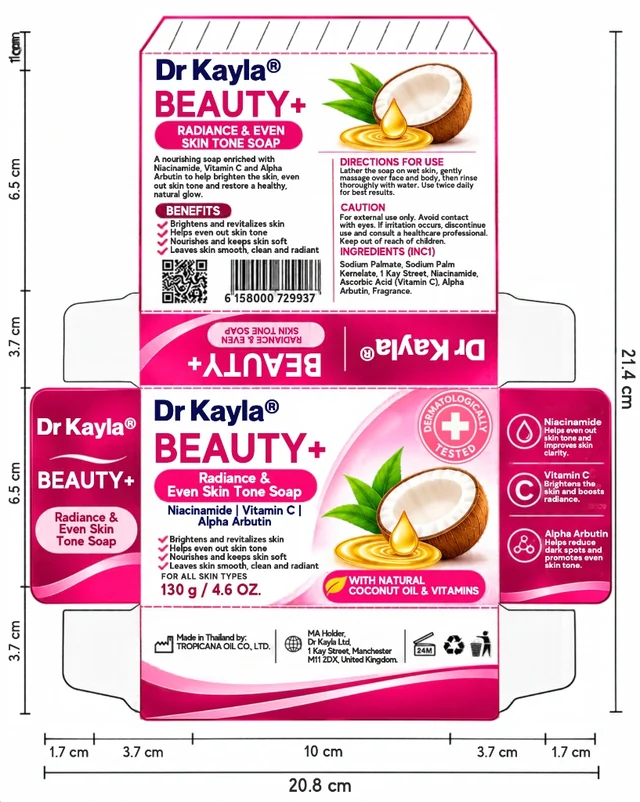 1cm
6.5 cm
3.7 cm
6.5 cm
3.7 cm
Dr Kayla®
BEAUTY+
RADIANCE & EVEN
SKIN TONE SOAP
A nourishing soap enriched with
Niacinamide, Vitamin C and Alpha
Arbutin to help brighten the skin, even
out skin tone and restore a healthy,
natural glow.
BENEFITS
Brightens and revitalizes skin
Helps even out skin tone
Nourishes and keeps skin soft
Leaves skin smooth, clean and radiant
6 158000 729937
DIRECTIONS FOR USE
Lather the soap on wet skin, gently
massage over face and body, then rinse
thoroughly with water. Use twice daily
for best results.
CAUTION
For external use only. Avoid contact
with eyes. If irritation occurs, discontinue
use and consult a healthcare professional.
Keep out of reach of children.
INGREDIENTS (INC1)
Sodium Palmate, Sodium Palm
Kernelate, 1 Kay Street, Niacinamide,
Ascorbic Acid (Vitamin C), Alpha
Arbutin, Fragrance.
Dr Kayla®
BEAUTY+
RADIANCE & EVEN
SKIN TONE SOAP
Dr Kayla®
BEAUTY+
Radiance &
Even Skin
Tone Soap
Dr Kayla®
BEAUTY+
Radiance &
Even Skin Tone Soap
Niacinamide | Vitamin C |
Alpha Arbutin
Brightens and revitalizes skin
Helps even out skin tone
Nourishes and keeps skin soft
Leaves skin smooth, clean and radiant
FOR ALL SKIN TYPES
130 g / 4.6 OZ.
DERMATOLOGICALLY
TESTED
WITH NATURAL
COCONUT OIL & VITAMINS
Niacinamide
Helps even out
skin tone and
improves skin
clarity.
C
Vitamin C
Brightens the
skin and boosts
radiance.
Alpha Arbutin
Helps reduce
dark spots and
promotes even
skin tone.
Made in Thailand by:
TROPICANA OIL CO., LTD.
MA Holder,
Dr Kayla Ltd,
1 Kay Street, Manchester
M11 2DX, United Kingdom.
24M
21.4 cm
1.7 cm
3.7 cm
10 cm
3.7 cm
1.7 cm
20.8 cm